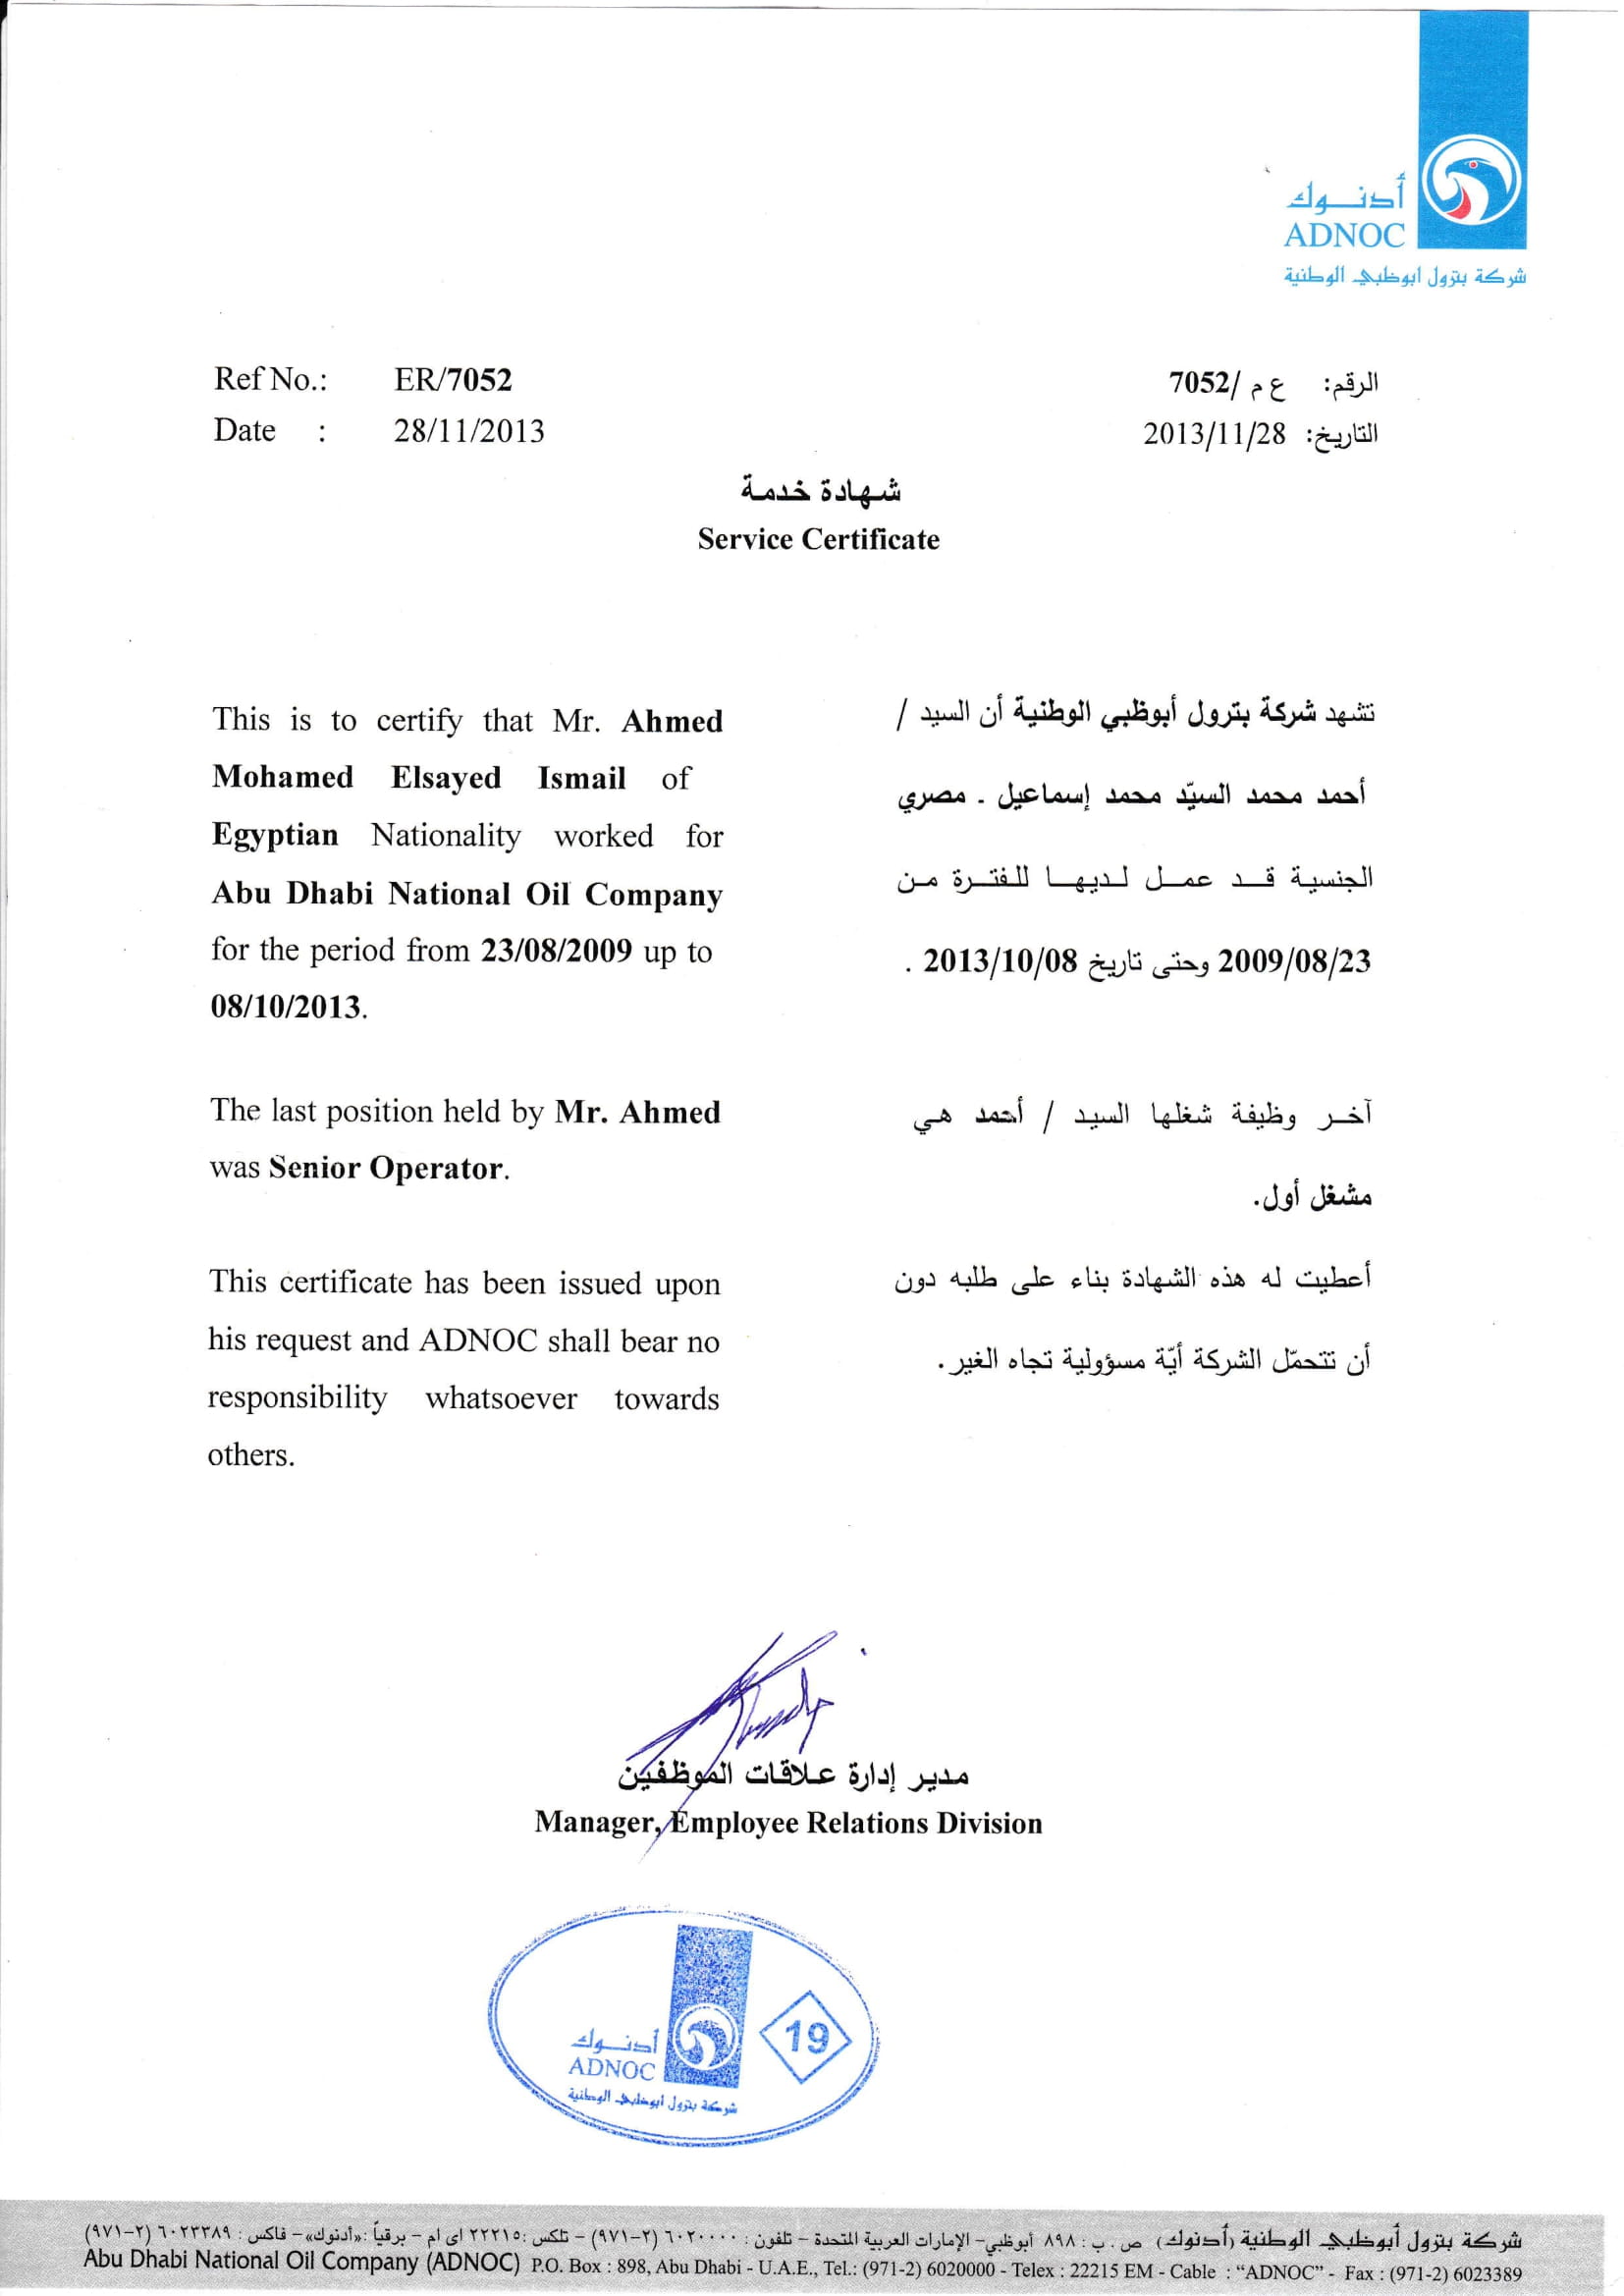 أدنـوك
ADNOC
شركة بترول ابوظبي الوطنية
Ref No.: ER/7052
الرقم: ع م /7052
Date : 28/11/2013
التاريخ: 2013/11/28
شهادة خدمة
Service Certificate
This is to certify that Mr. Ahmed
Mohamed Elsayed Ismail of
Egyptian Nationality worked for
Abu Dhabi National Oil Company
for the period from 23/08/2009 up to
08/10/2013.
The last position held by Mr. Ahmed
was Senior Operator.
This certificate has been issued upon
his request and ADNOC shall bear no
responsibility whatsoever towards
others.
تشهد شركة بترول أبوظبي الوطنية أن السيد /
أحمد محمد السيّد محمد إسماعيل . مصري
الجنسية قد عمل لديها للفترة من
2009/08/23 وحتى تاريخ 2013/10/08 .
آخر وظيفة شغلها السيد / أحمد هي
مشغل أول.
أعطيت له هذه الشهادة بناء على طلبه دون
أن تتحمّل الشركة أيّة مسؤولية تجاه الغير.
مدير إدارة علاقات الموظفين
Manager, Employee Relations Division
أدنـوك
ADNOC
شركة بترول ابوظبي الوطنية
19
شركة بترول أبوظبي الوطنية (أدنوك) ص . ب : ٨٩٨ أبوظبي- الإمارات العربية المتحدة – تلفون : ٦٠٢٠٠٠٠ (٢-٩٧١) – تلكس :٢٢٢١٥ اى ام – برقياً :«أدنوك»– فاكس : ٦٠٢٣٣٨٩ (٢-٩٧١)
Abu Dhabi National Oil Company (ADNOC) P.O. Box : 898, Abu Dhabi - U.A.E., Tel.: (971-2) 6020000 - Telex : 22215 EM - Cable : “ADNOC” - Fax : (971-2) 6023389